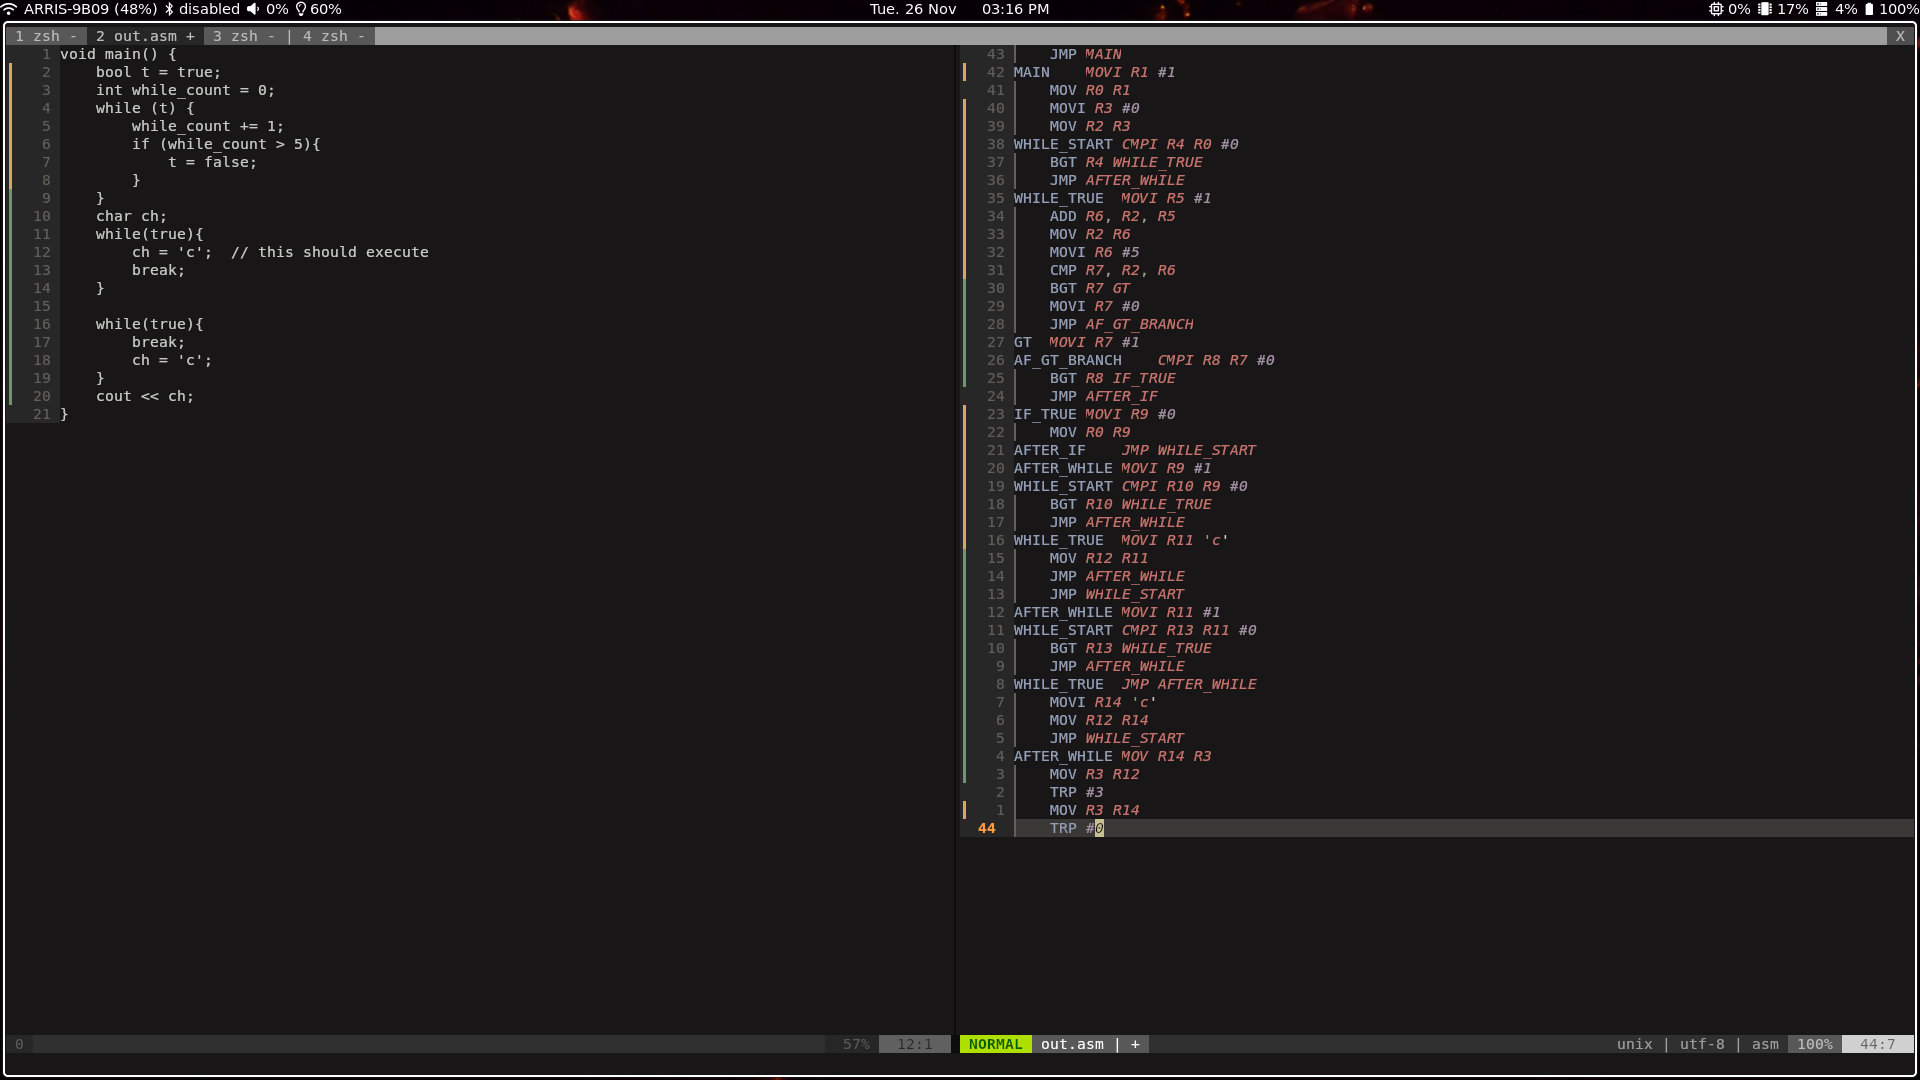 ARRIS-9B09 (48%) disabled 0% 60% Tue. 26 Nov 03:16 PM 0% 17% 4% 100%
1 zsh - 2 out.asm + 3 zsh - | 4 zsh - X
1 void main() {
2     bool t = true;
3     int while_count = 0;
4     while (t) {
5         while_count += 1;
6         if (while_count > 5){
7             t = false;
8         }
9     }
10     char ch;
11     while(true){
12         ch = 'c';  // this should execute
13         break;
14     }
15
16     while(true){
17         break;
18         ch = 'c';
19     }
20     cout << ch;
21 }
0 57% 12:1
43     JMP MAIN
42 MAIN    MOVI R1 #1
41     MOV R0 R1
40     MOVI R3 #0
39     MOV R2 R3
38 WHILE_START CMPI R4 R0 #0
37     BGT R4 WHILE_TRUE
36     JMP AFTER_WHILE
35 WHILE_TRUE  MOVI R5 #1
34     ADD R6, R2, R5
33     MOV R2 R6
32     MOVI R6 #5
31     CMP R7, R2, R6
30     BGT R7 GT
29     MOVI R7 #0
28     JMP AF_GT_BRANCH
27 GT  MOVI R7 #1
26 AF_GT_BRANCH    CMPI R8 R7 #0
25     BGT R8 IF_TRUE
24     JMP AFTER_IF
23 IF_TRUE MOVI R9 #0
22     MOV R0 R9
21 AFTER_IF    JMP WHILE_START
20 AFTER_WHILE MOVI R9 #1
19 WHILE_START CMPI R10 R9 #0
18     BGT R10 WHILE_TRUE
17     JMP AFTER_WHILE
16 WHILE_TRUE  MOVI R11 'c'
15     MOV R12 R11
14     JMP AFTER_WHILE
13     JMP WHILE_START
12 AFTER_WHILE MOVI R11 #1
11 WHILE_START CMPI R13 R11 #0
10     BGT R13 WHILE_TRUE
9     JMP AFTER_WHILE
8 WHILE_TRUE  JMP AFTER_WHILE
7     MOVI R14 'c'
6     MOV R12 R14
5     JMP WHILE_START
4 AFTER_WHILE MOV R14 R3
3     MOV R3 R12
2     TRP #3
1     MOV R3 R14
44     TRP #0
NORMAL out.asm | + unix | utf-8 | asm 100% 44:7